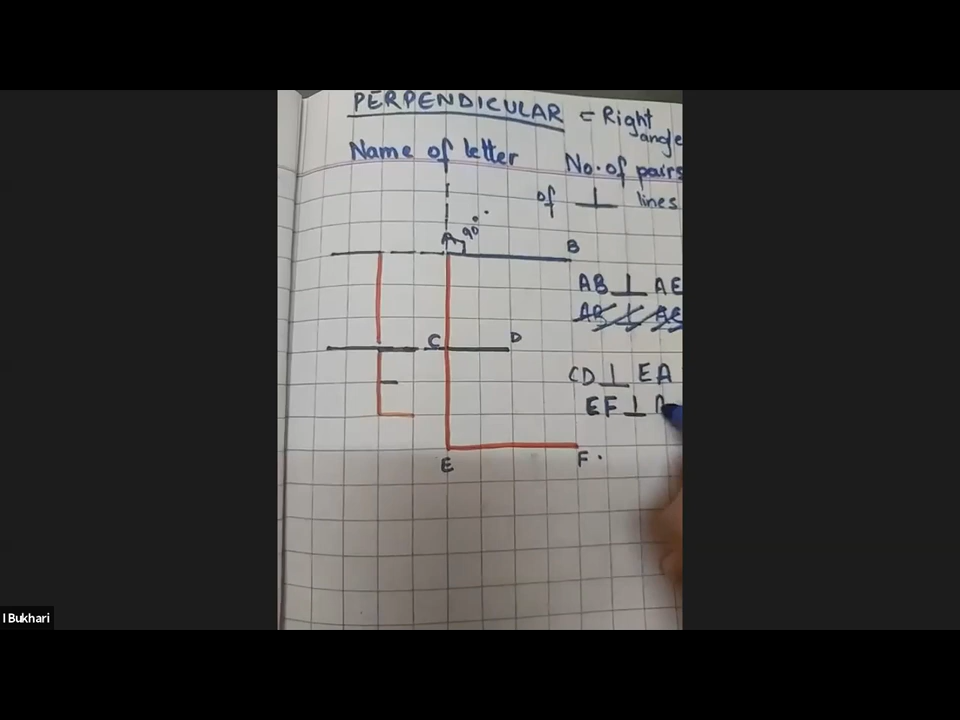 PERPENDICULAR = Right angle
Name of letter
No. of pairs
of ⊥ lines
A 90°
B
AB ⊥ AE
C
D
CD ⊥ EA
EF ⊥
E
F.
I Bukhari